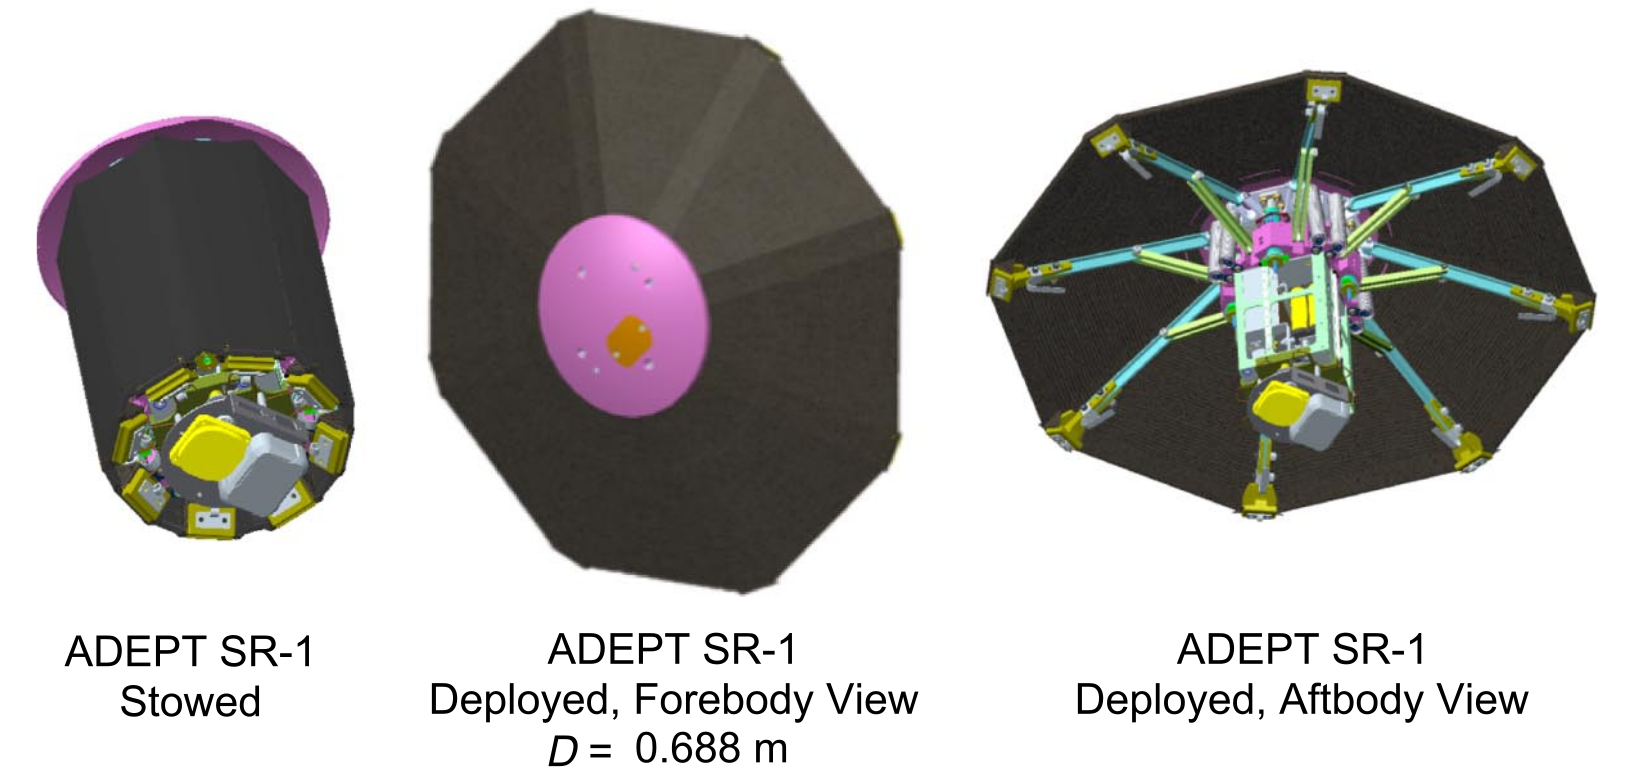 ADEPT SR-1
Stowed
ADEPT SR-1
Deployed, Forebody View
D = 0.688 m
ADEPT SR-1
Deployed, Aftbody View